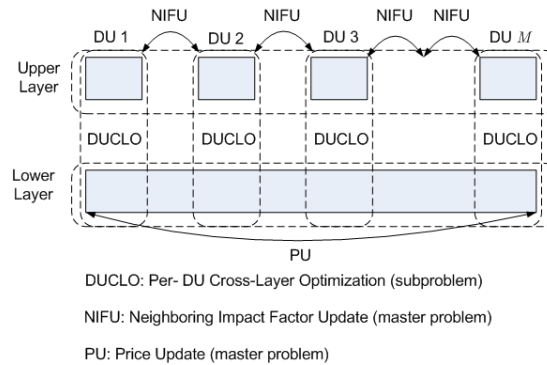 NIFU NIFU NIFU NIFU
DU 1 DU 2 DU 3 DU M
Upper
Layer
DUCLO DUCLO DUCLO DUCLO
Lower
Layer
PU
DUCLO: Per- DU Cross-Layer Optimization (subproblem)
NIFU: Neighboring Impact Factor Update (master problem)
PU: Price Update (master problem)